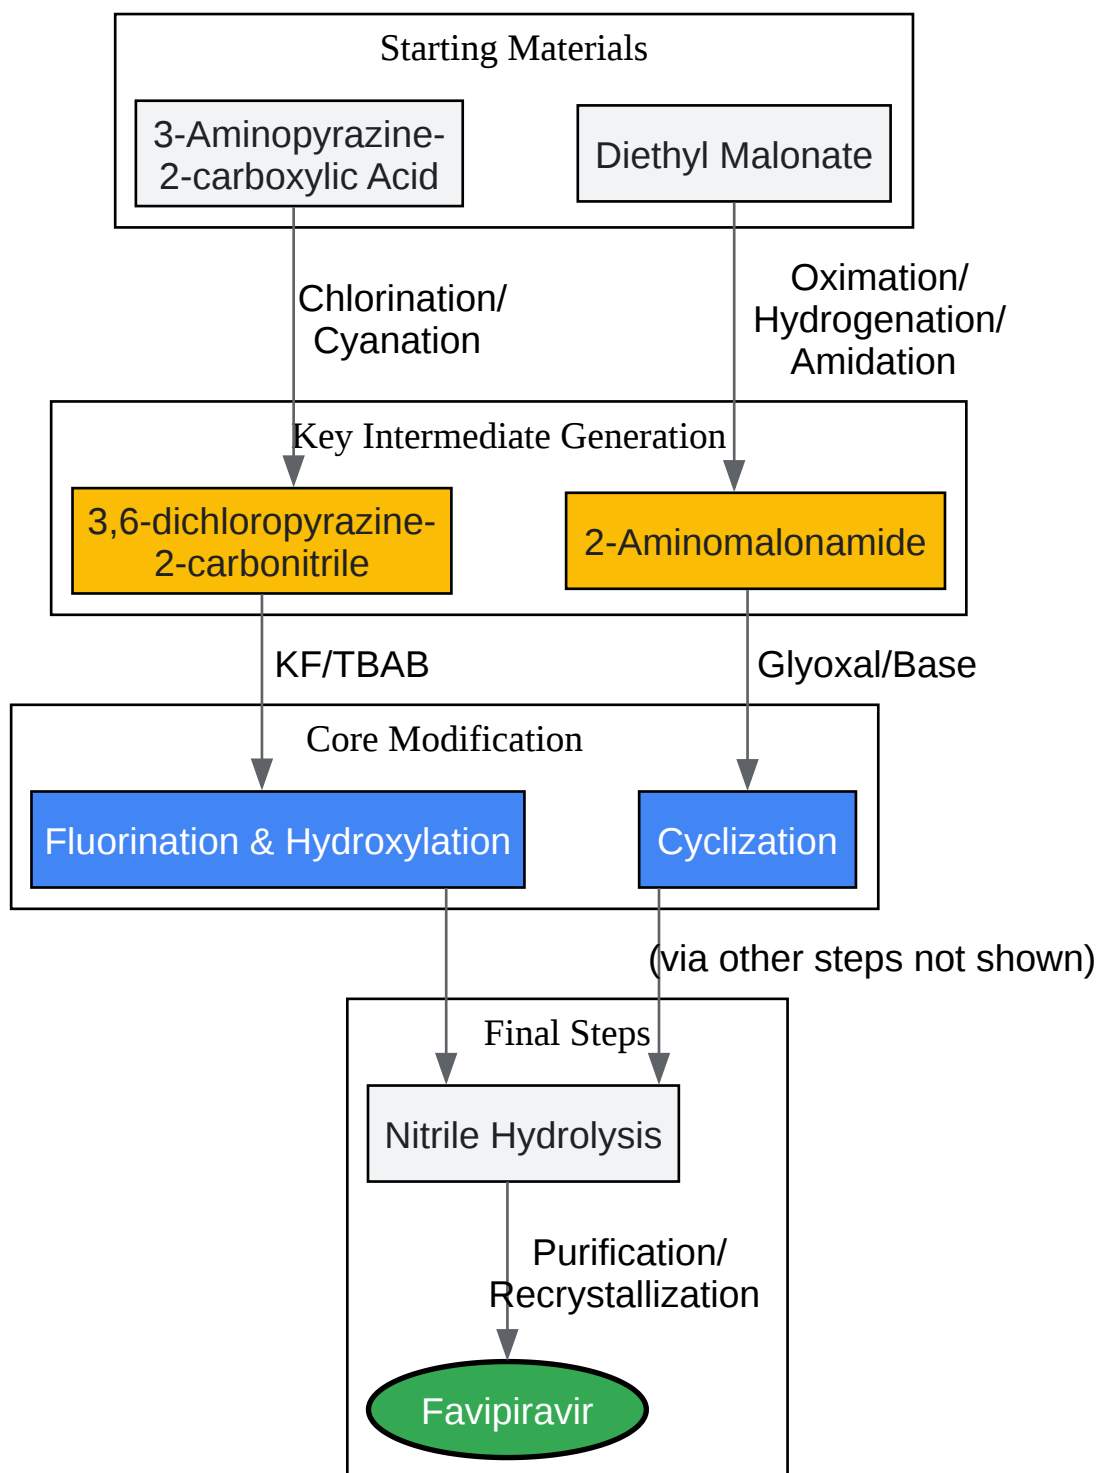 Starting Materials
3-Aminopyrazine-
2-carboxylic Acid
Diethyl Malonate
Chlorination/
Cyanation
Oximation/
Hydrogenation/
Amidation
Key Intermediate Generation
3,6-dichloropyrazine-
2-carbonitrile
2-Aminomalonamide
KF/TBAB
Glyoxal/Base
Core Modification
Fluorination & Hydroxylation
Cyclization
(via other steps not shown)
Final Steps
Nitrile Hydrolysis
Purification/
Recrystallization
Favipiravir